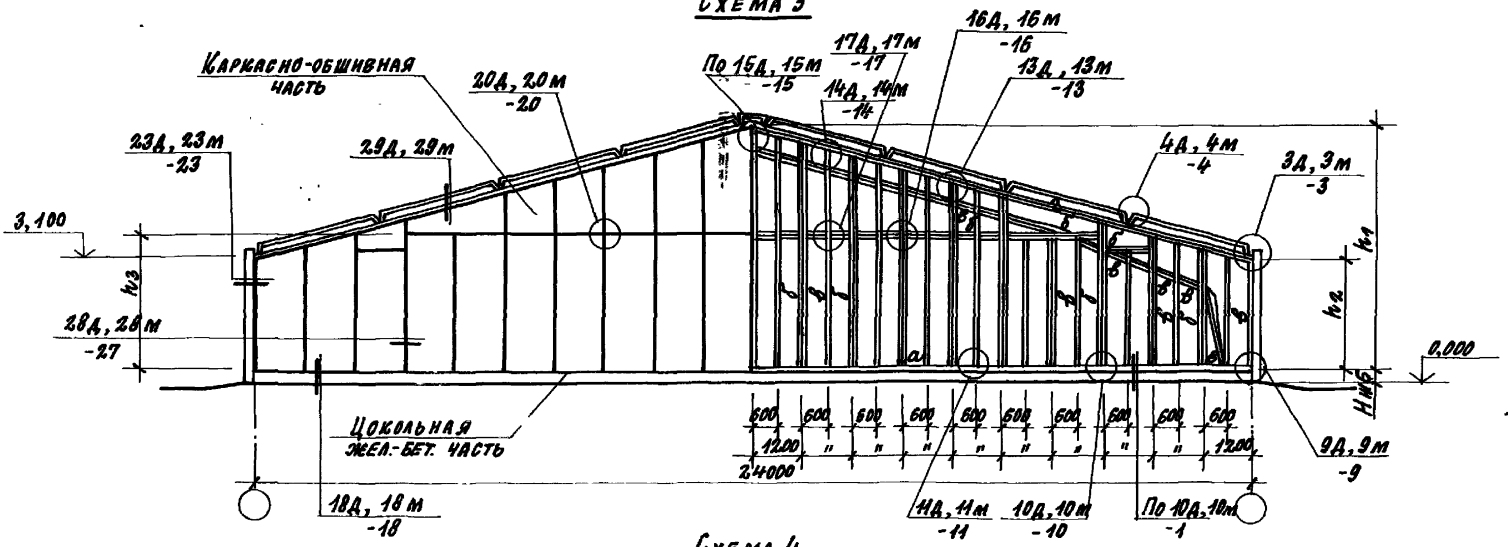 СХЕМА 3
16Д, 16М
-16
17Д, 17М
-17
КАРКАСНО-ОБШИВНАЯ
ЧАСТЬ
20Д, 20М
-20
По 15Д, 15М
-15
14Д, 14М
-14
13Д, 13М
-13
23Д, 23М
-23
29Д, 29М
4Д, 4М
-4
3Д, 3М
-3
3,100
h1
h3
h2
28Д, 28М
-27
а
0,000
НЖБ
ЦОКОЛЬНАЯ
ЖЕЛ.-БЕТ. ЧАСТЬ
600 600 600 600 600 600 600 600 600 600
1200 " " " " " " " " 1200
24000
9Д, 9М
-9
18Д, 18М
-18
11Д, 11М
-11
10Д, 10М
-10
По 10Д, 10М
-1
СХЕМА 4